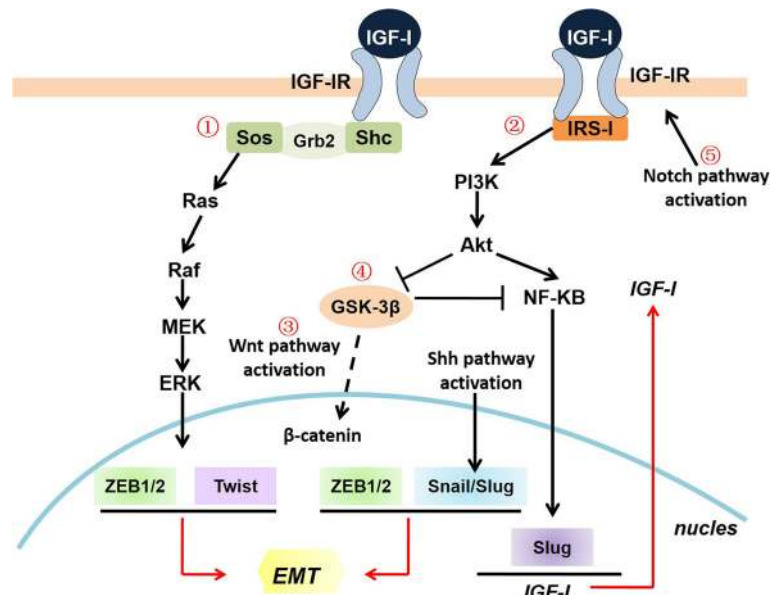 IGF-I
IGF-I
IGF-IR
IGF-IR
①
Sos
Grb2
Shc
②
IRS-I
⑤
Notch pathway
activation
PI3K
Ras
Akt
Raf
④
GSK-3β
NF-KB
IGF-I
MEK
③
Wnt pathway
activation
Shh pathway
activation
ERK
β-catenin
ZEB1/2
Twist
ZEB1/2
Snail/Slug
nucles
Slug
EMT
IGF-I